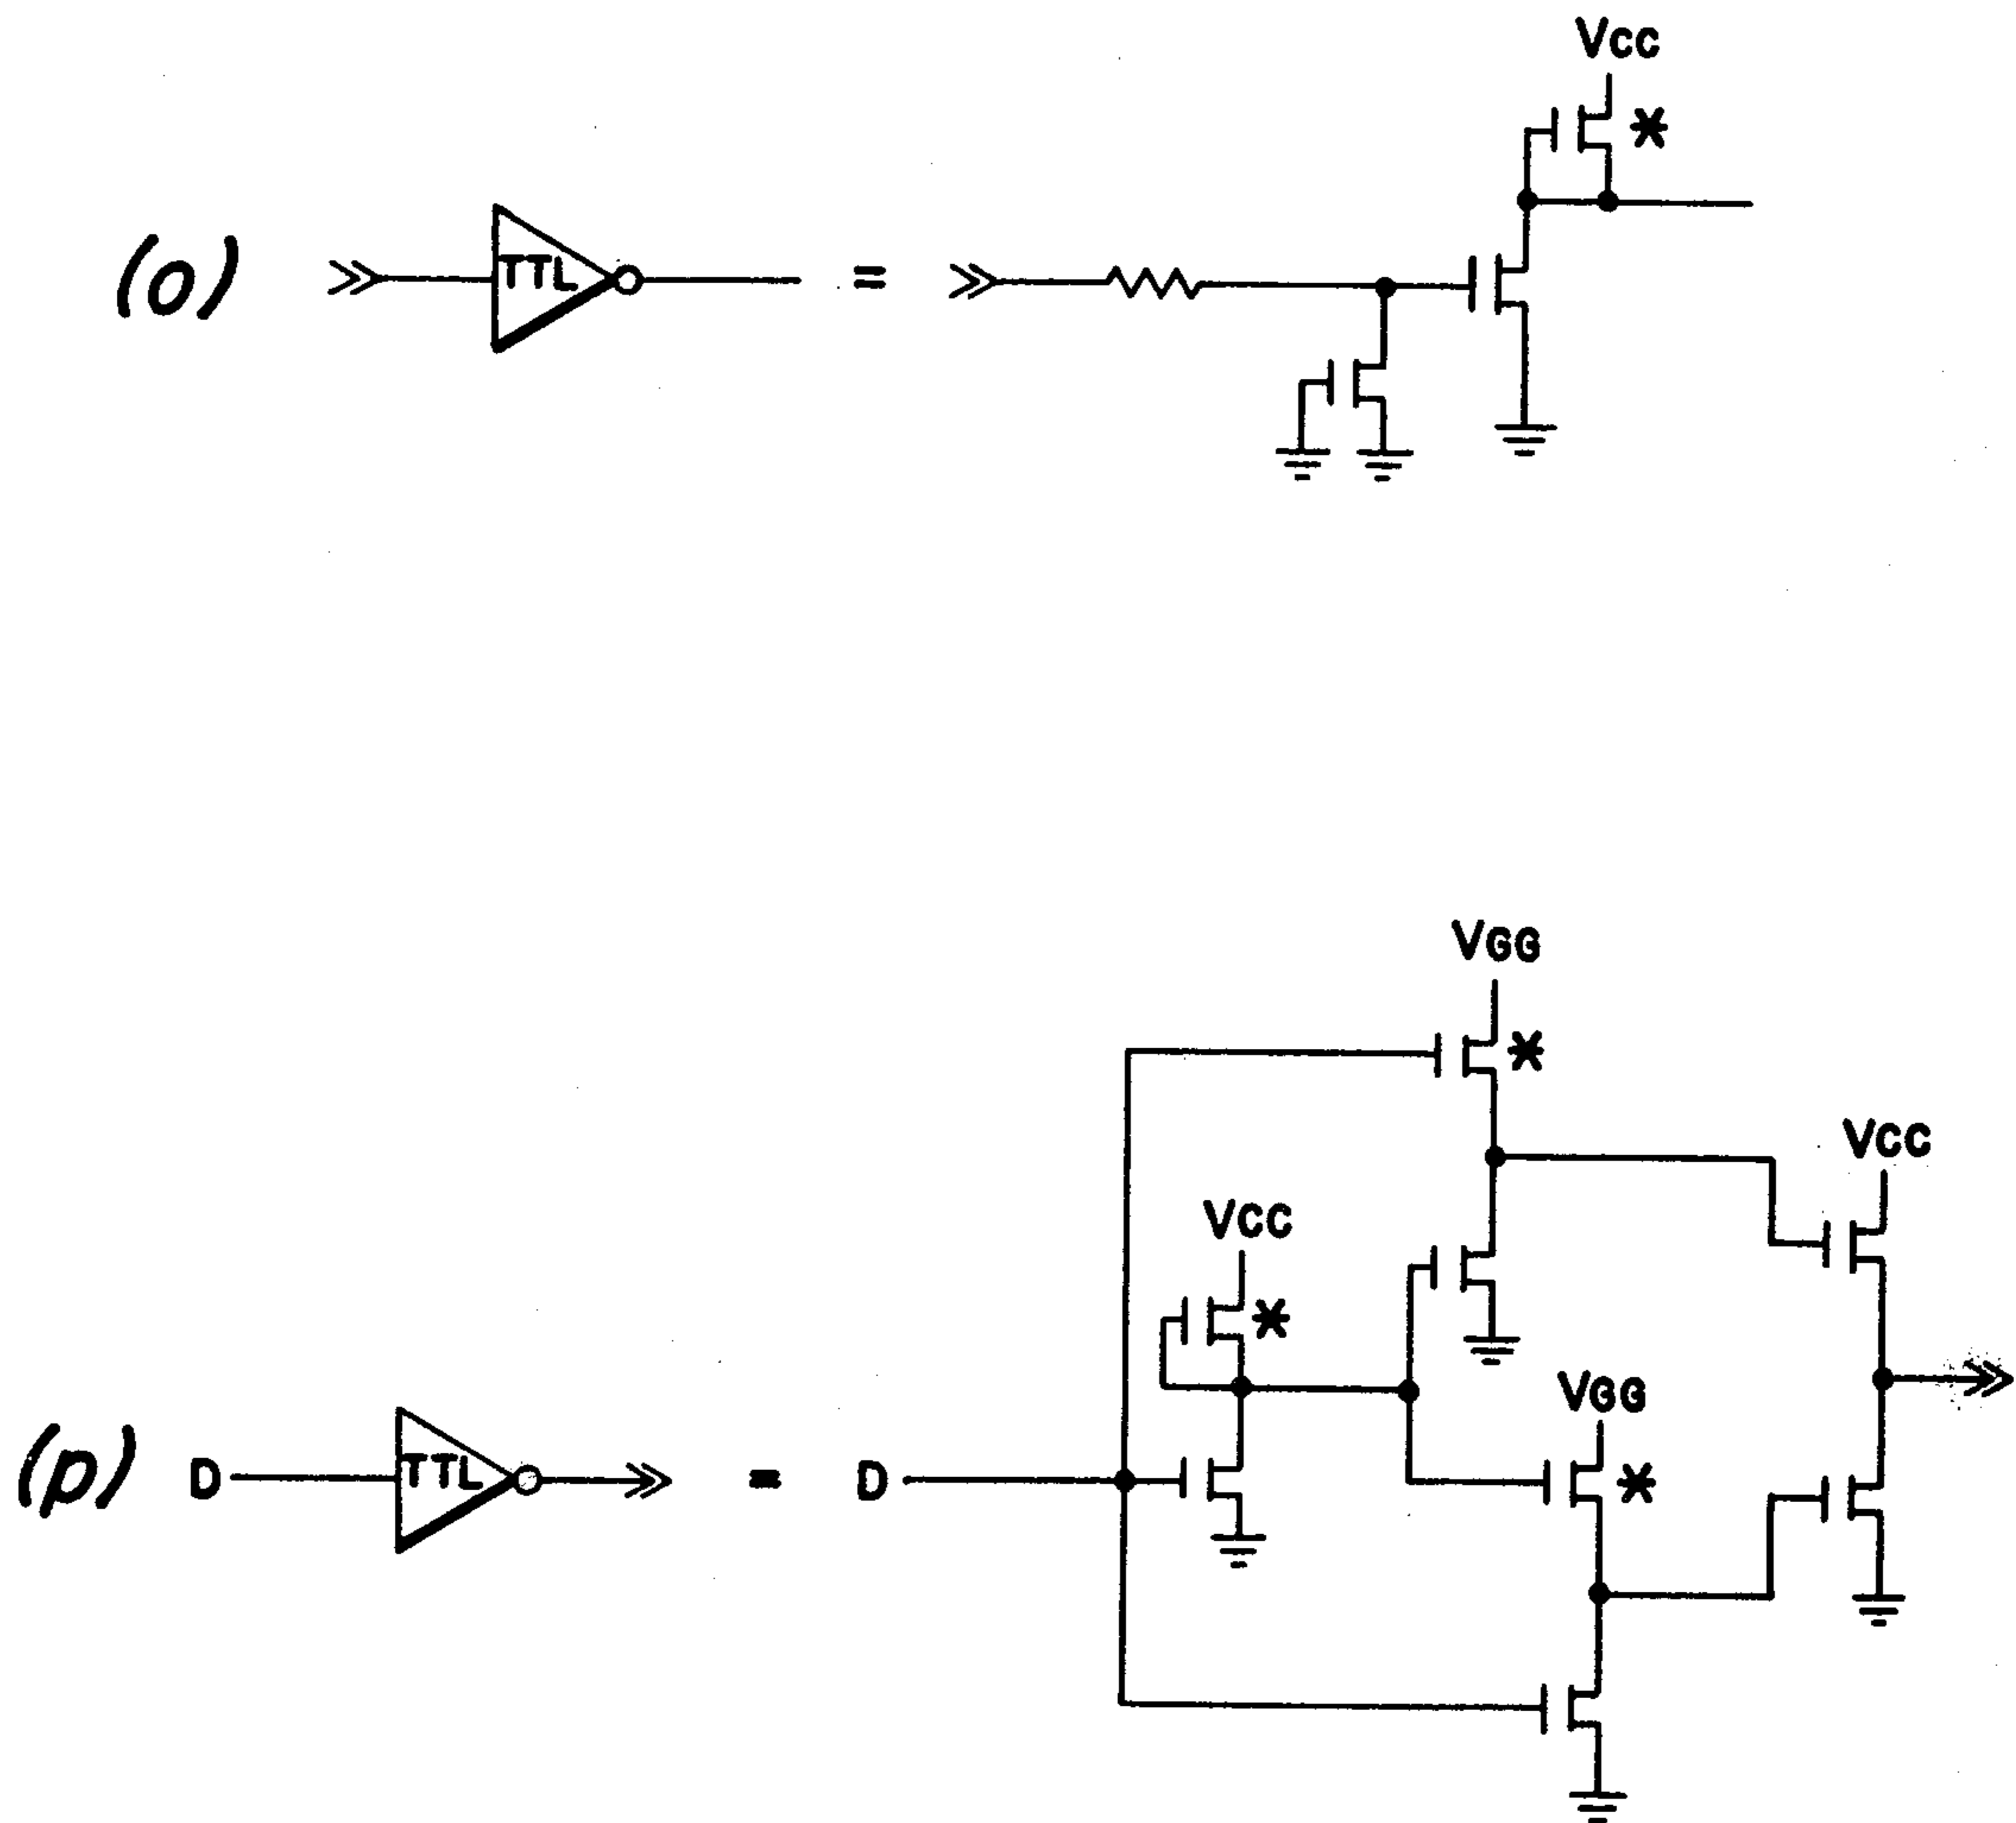 Vcc
*
(o)
TTL
=
VGG
*
Vcc
Vcc
*
VGG
*
(p)
D
TTL
=
D